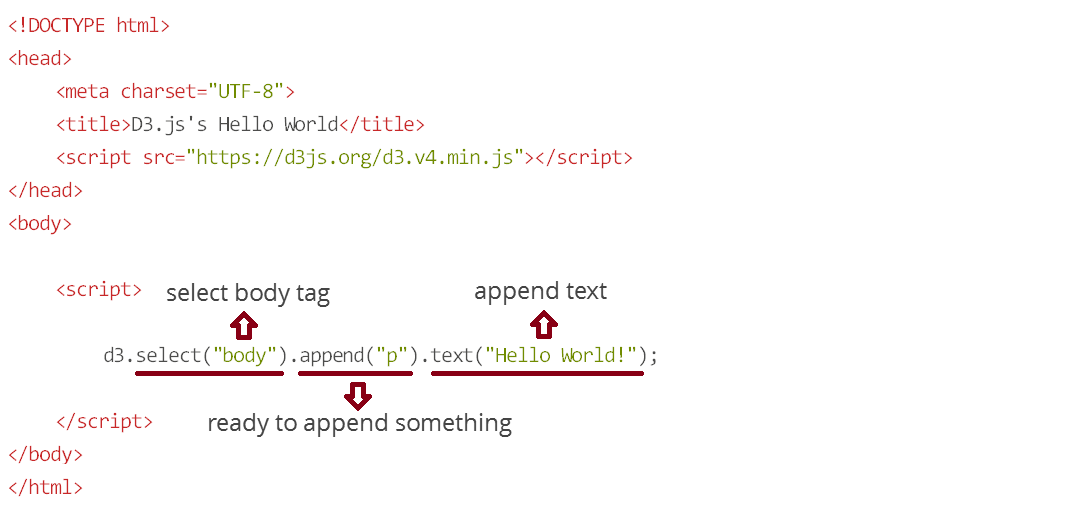 <!DOCTYPE html>
<head>
<meta charset="UTF-8">
<title>D3.js's Hello World</title>
<script src="https://d3js.org/d3.v4.min.js"></script>
</head>
<body>
<script>
select body tag
append text
d3.select("body").append("p").text("Hello World!");
ready to append something
</script>
</body>
</html>